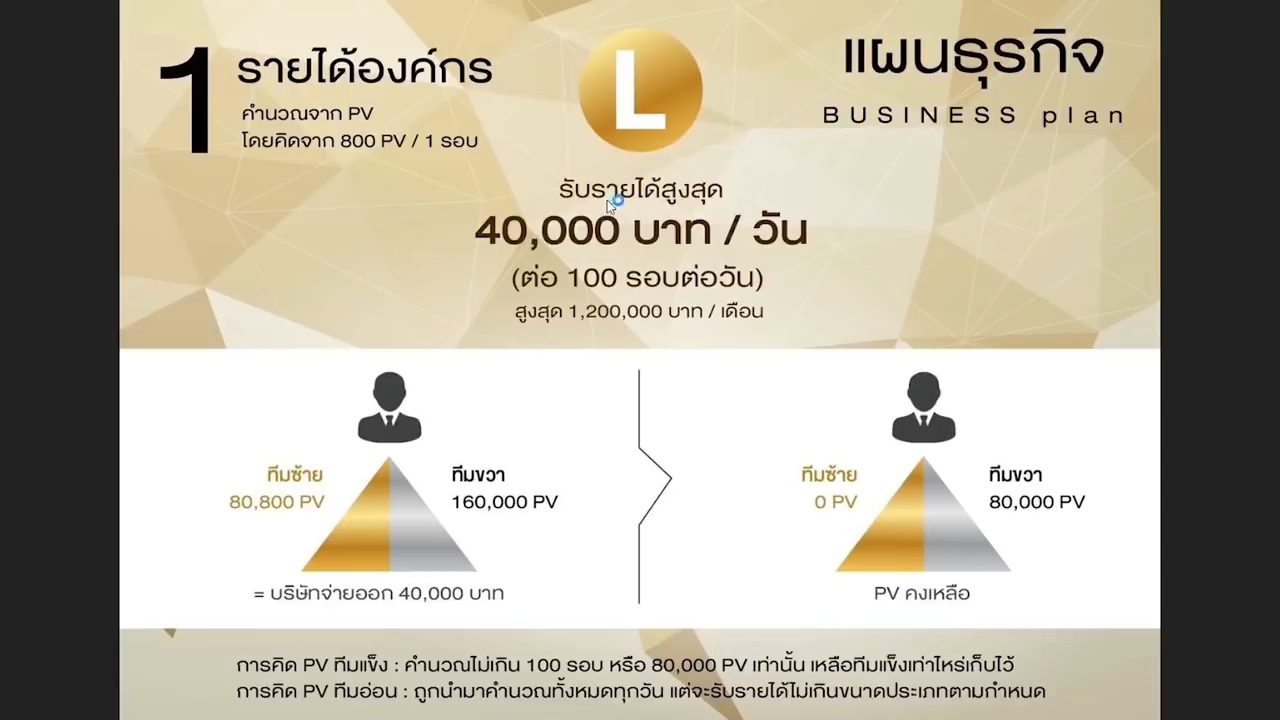 1
รายได้องค์กร
คำนวณจาก PV
โดยคิดจาก 800 PV / 1 รอบ
L
แผนธุรกิจ
BUSINESS plan
รับรายได้สูงสุด
40,000 บาท / วัน
(ต่อ 100 รอบต่อวัน)
สูงสุด 1,200,000 บาท / เดือน
ทีมซ้าย
80,800 PV
ทีมขวา
160,000 PV
= บริษัทจ่ายออก 40,000 บาท
ทีมซ้าย
0 PV
ทีมขวา
80,000 PV
PV คงเหลือ
การคิด PV ทีมแข็ง : คำนวณไม่เกิน 100 รอบ หรือ 80,000 PV เท่านั้น เหลือทีมแข็งเท่าไหร่เก็บไว้
การคิด PV ทีมอ่อน : ถูกนำมาคำนวณทั้งหมดทุกวัน แต่จะรับรายได้ไม่เกินขนาดประเภทตามกำหนด